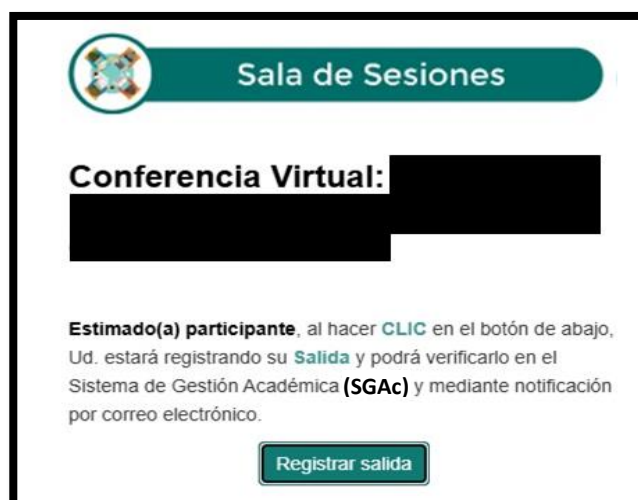 Sala de Sesiones
Conferencia Virtual:
Estimado(a) participante, al hacer CLIC en el botón de abajo,
Ud. estará registrando su Salida y podrá verificarlo en el
Sistema de Gestión Académica (SGAc) y mediante notificación
por correo electrónico.
Registrar salida